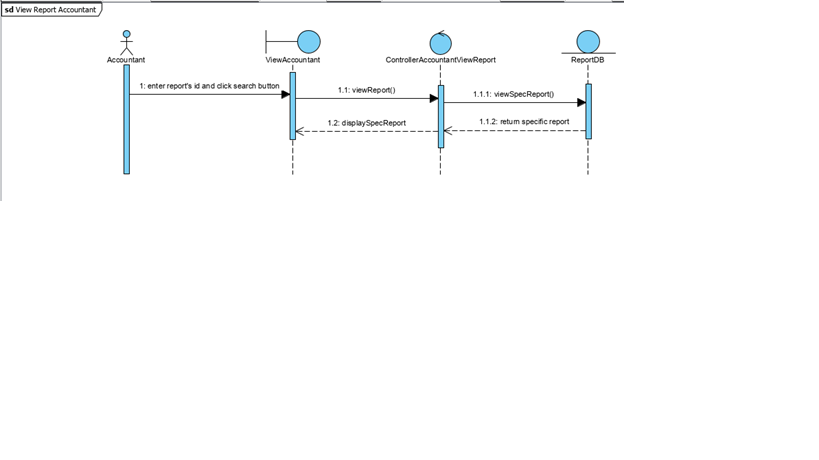 sd View Report Accountant
Accountant
ViewAccountant
ControllerAccountantViewReport
ReportDB
1: enter report's id and click search button
1.1: viewReport()
1.1.1: viewSpecReport()
1.2: displaySpecReport
1.1.2: return specific report